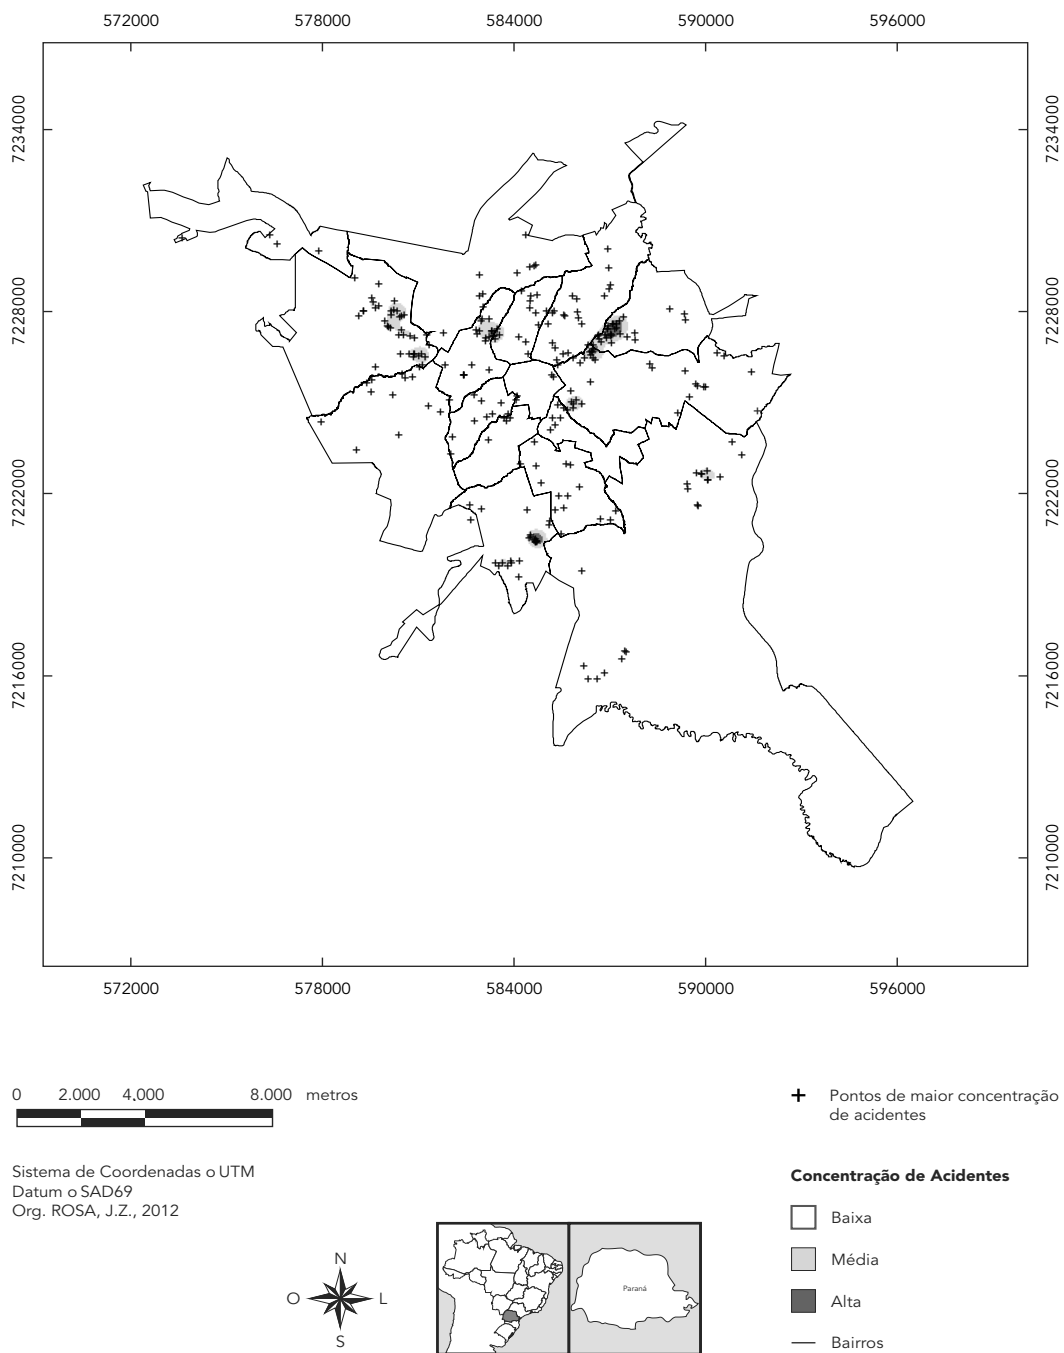 572000 578000 584000 590000 596000
7234000 7234000
7228000 7228000
7222000 7222000
7216000 7216000
7210000 7210000
572000 578000 584000 590000 596000
0 2.000 4.000 8.000 metros
Sistema de Coordenadas o UTM
Datum o SAD69
Org. ROSA, J.Z., 2012
N
O L
S
Paraná
Pontos de maior concentração
de acidentes
Concentração de Acidentes
Baixa
Média
Alta
Bairros